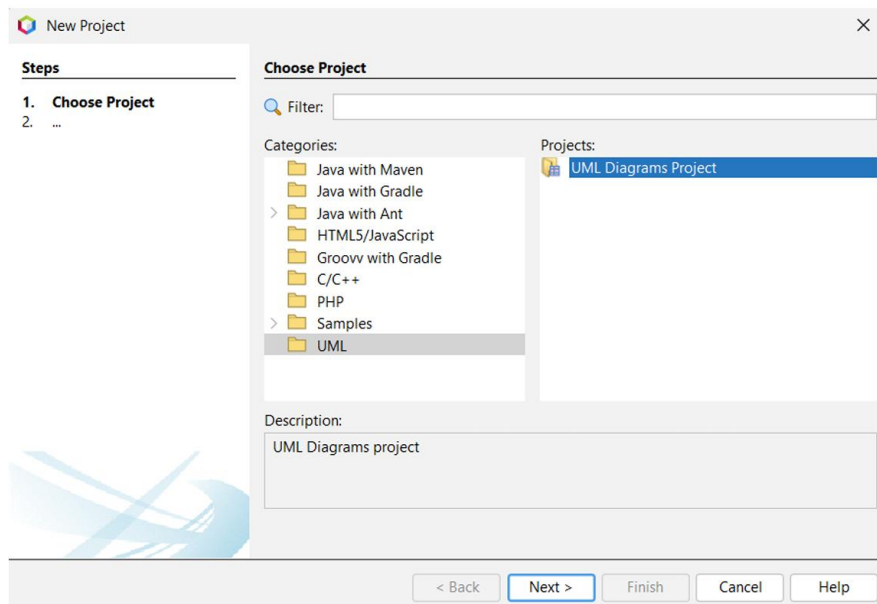 New Project
Steps
1. Choose Project
2. ...
Choose Project
Filter:
Categories:
Java with Maven
Java with Gradle
Java with Ant
HTML5/JavaScript
Groovv with Gradle
C/C++
PHP
Samples
UML
Projects:
UML Diagrams Project
Description:
UML Diagrams project
< Back
Next >
Finish
Cancel
Help